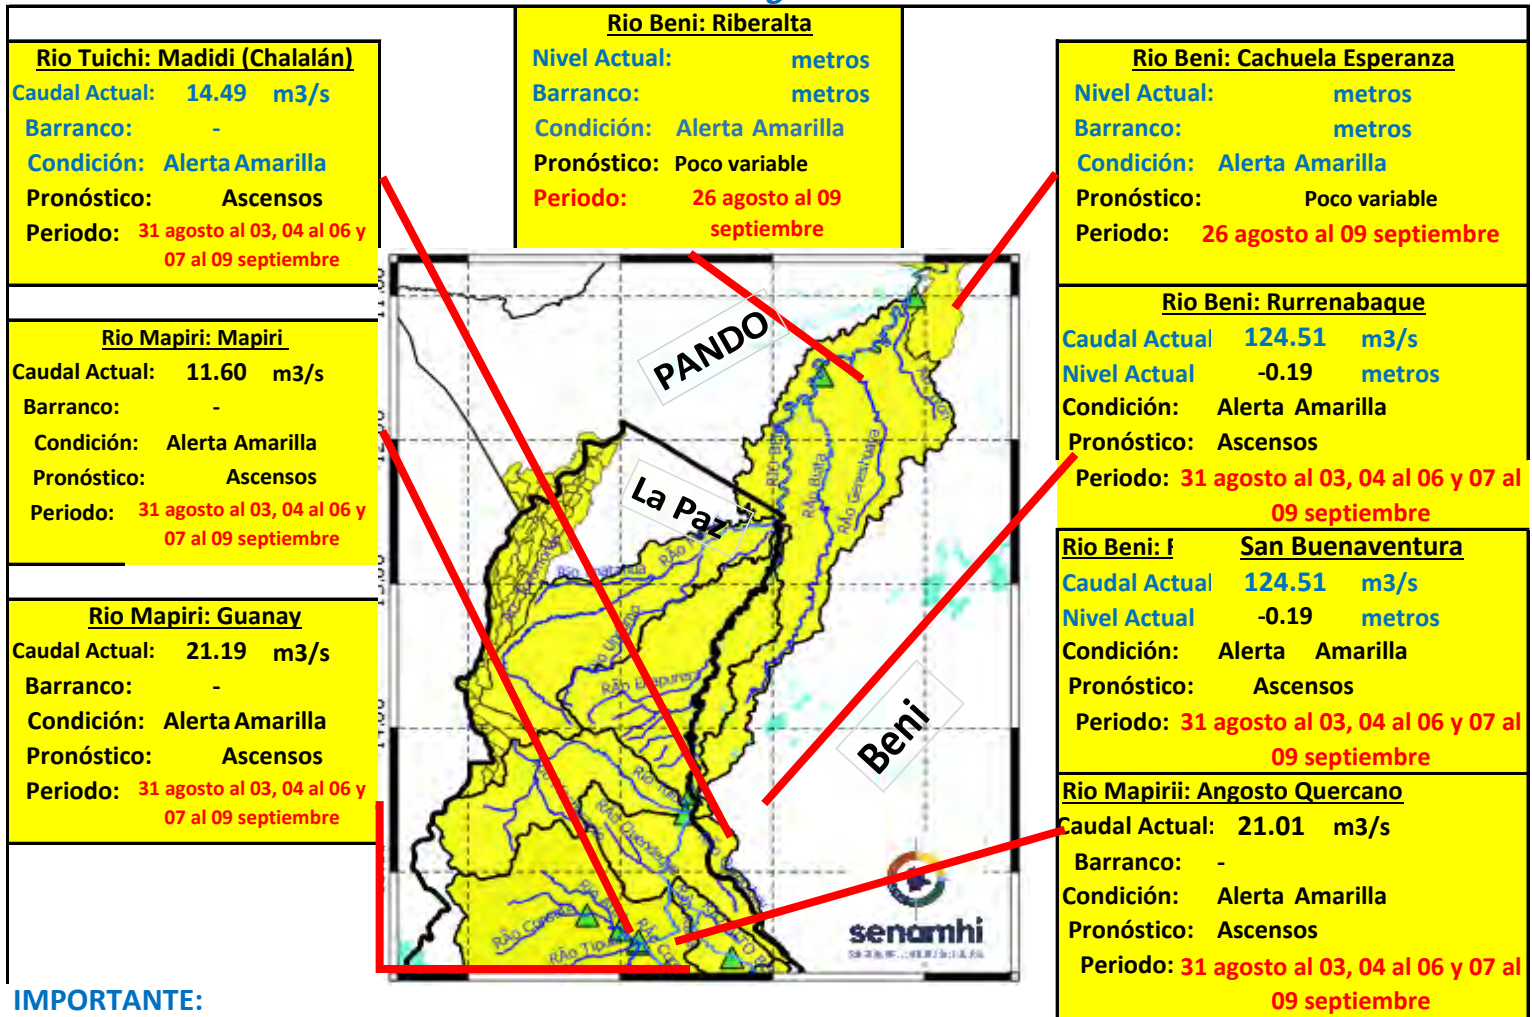 Rio Tuichi: Madidi (Chalalán)
Caudal Actual: 14.49 m3/s
Barranco: -
Condición: Alerta Amarilla
Pronóstico: Ascensos
Periodo: 31 agosto al 03, 04 al 06 y
07 al 09 septiembre
Rio Mapiri: Mapiri
Caudal Actual: 11.60 m3/s
Barranco: -
Condición: Alerta Amarilla
Pronóstico: Ascensos
Periodo: 31 agosto al 03, 04 al 06 y
07 al 09 septiembre
Rio Mapiri: Guanay
Caudal Actual: 21.19 m3/s
Barranco: -
Condición: Alerta Amarilla
Pronóstico: Ascensos
Periodo: 31 agosto al 03, 04 al 06 y
07 al 09 septiembre
Rio Beni: Riberalta
Nivel Actual: metros
Barranco: metros
Condición: Alerta Amarilla
Pronóstico: Poco variable
Periodo: 26 agosto al 09
septiembre
PANDO
La Paz
Beni
RÃo Biata
RÃo Geneshuaya
senamhi
Rio Beni: Cachuela Esperanza
Nivel Actual: metros
Barranco: metros
Condición: Alerta Amarilla
Pronóstico: Poco variable
Periodo: 26 agosto al 09 septiembre
Rio Beni: Rurrenabaque
Caudal Actual 124.51 m3/s
Nivel Actual -0.19 metros
Condición: Alerta Amarilla
Pronóstico: Ascensos
Periodo: 31 agosto al 03, 04 al 06 y 07 al
09 septiembre
Rio Beni: San Buenaventura
Caudal Actual 124.51 m3/s
Nivel Actual -0.19 metros
Condición: Alerta Amarilla
Pronóstico: Ascensos
Periodo: 31 agosto al 03, 04 al 06 y 07 al
09 septiembre
Rio Mapirii: Angosto Quercano
Caudal Actual: 21.01 m3/s
Barranco: -
Condición: Alerta Amarilla
Pronóstico: Ascensos
Periodo: 31 agosto al 03, 04 al 06 y 07 al
09 septiembre
IMPORTANTE: